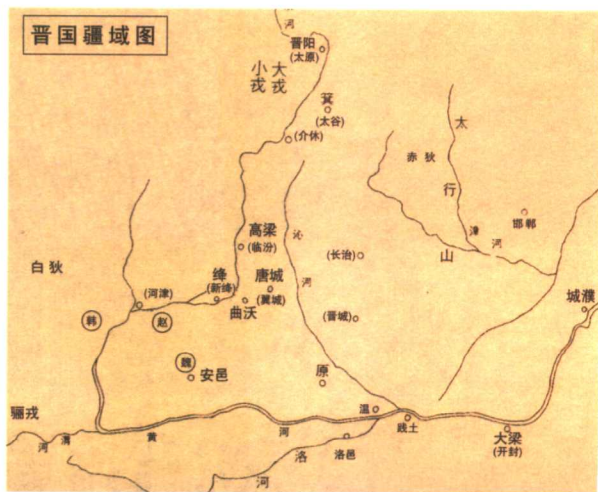 晋国疆域图
河
晋阳
(太原)
大戎
小戎
箕
(太谷)
(介休)
太
行
山
赤狄
漳
河
邯郸
高梁
(临汾)
沁
河
(长治)
白狄
绛
(新绛)
唐城
(翼城)
曲沃
(河津)
城濮
韩
赵
(晋城)
魏
安邑
原
骊戎
温
践土
河
渭
黄
河
洛
河
洛邑
大梁
(开封)